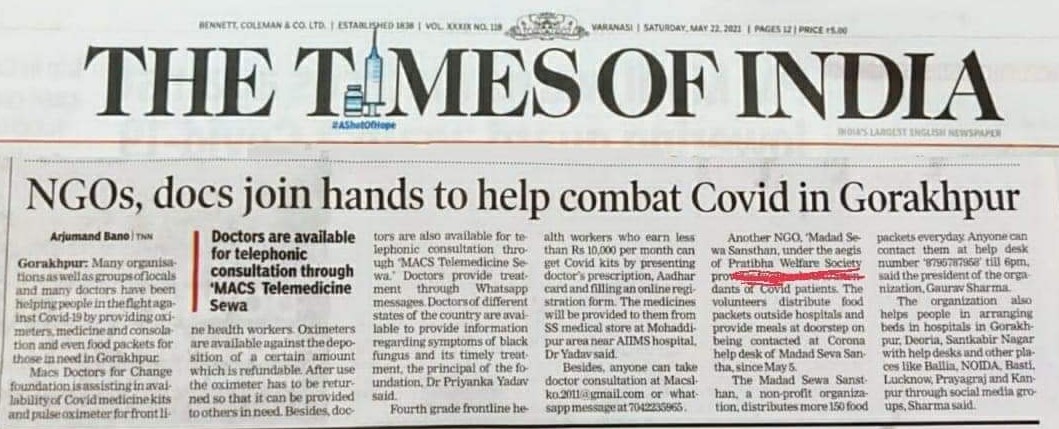 BENNETT, COLEMAN & CO. LTD. | ESTABLISHED 1838 | VOL. XXXIX NO. 118
VARANASI | SATURDAY, MAY 22, 2021 | PAGES 12 | PRICE ₹5.00
THE TIMES OF INDIA
#AShotOfHope
INDIA'S LARGEST ENGLISH NEWSPAPER
NGOs, docs join hands to help combat Covid in Gorakhpur
Arjumand Bano | TNN
Gorakhpur: Many organisa-
tions as well as groups of locals
and many doctors have been
helping people in the fight aga-
inst Covid-19 by providing oxi-
meters, medicine and consola-
tion and even food packets for
those in need in Gorakhpur.
Macs Doctors for Change
foundation is assisting in avai-
lability of Covid medicine kits
and pulse oximeter for front li-
Doctors are available
for telephonic
consultation through
'MACS Telemedicine
Sewa
ne health workers. Oximeters
are available against the depo-
sition of a certain amount
which is refundable. After use
the oximeter has to be retur-
ned so that it can be provided
to others in need. Besides, doc-
tors are also available for te-
lephonic consultation thro-
ugh 'MACS Telemedicine Se-
wa.' Doctors provide treat-
ment through Whatsapp
messages. Doctors of different
states of the country are avai-
lable to provide information
regarding symptoms of black
fungus and its timely treat-
ment, the principal of the fo-
undation, Dr Priyanka Yadav
said.
Fourth grade frontline he-
alth workers who earn less
than Rs 10,000 per month can
get Covid kits by presenting
doctor's prescription, Aadhar
card and filling an online regi-
stration form. The medicines
will be provided to them from
SS medical store at Mohaddi-
pur area near AIIMS hospital,
Dr Yadav said.
Besides, anyone can take
doctor consultation at Macsl-
ko.2011@gmail.com or what-
sapp message at 7042235965.
Another NGO, 'Madad Se-
wa Sansthan, under the aegis
of Pratibha Welfare Society
dants of Covid patients. The
volunteers distribute food
packets outside hospitals and
provide meals at doorstep on
being contacted at Corona
help desk of Madad Seva San-
tha, since May 5.
The Madad Sewa Sanst-
han, a non-profit organiza-
tion, distributes more 150 food
packets everyday. Anyone can
contact them at help desk
number '8795787958' till 6pm,
said the president of the orga-
nization, Gaurav Sharma.
The organization also
helps people in arranging
beds in hospitals in Gorakh-
pur, Deoria, Santkabir Nagar
with help desks and other pla-
ces like Ballia, NOIDA, Basti,
Lucknow, Prayagraj and Kan-
pur through social media gro-
ups, Sharma said.